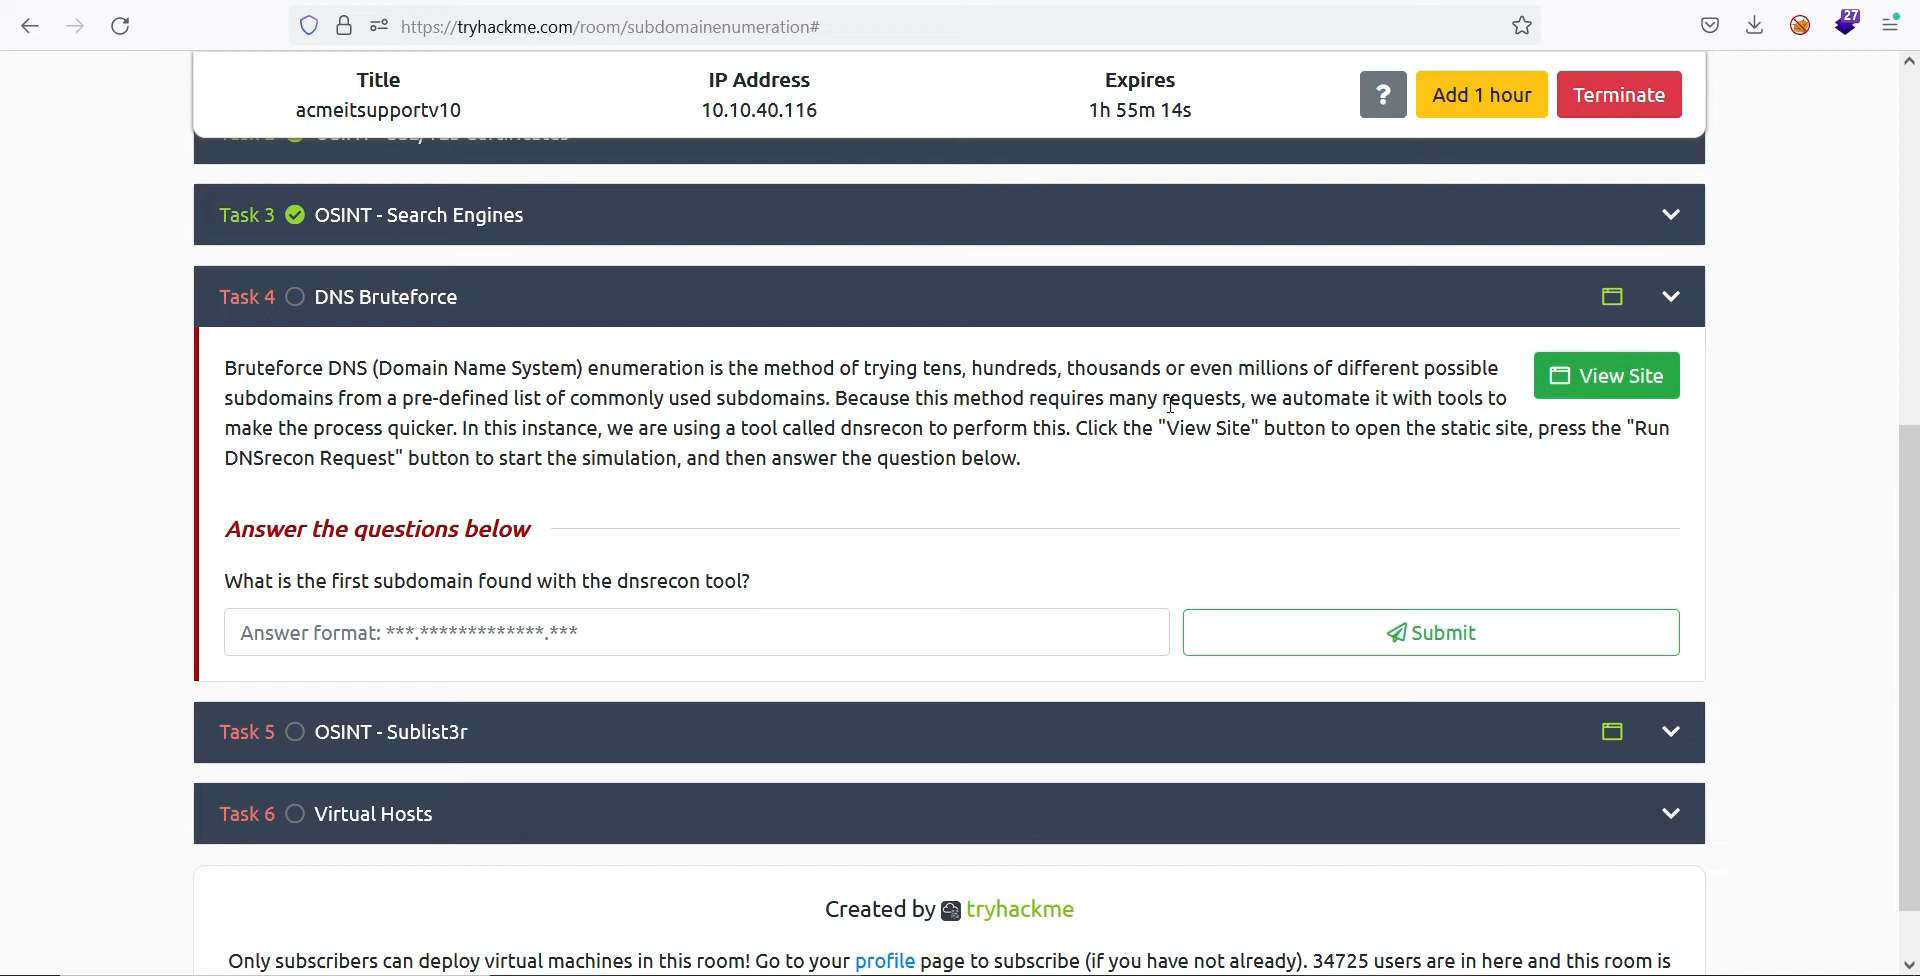 https://tryhackme.com/room/subdomainenumeration#
27
Title
IP Address
Expires
acmeitsupportv10
10.10.40.116
1h 55m 14s
?
Add 1 hour
Terminate
Task 3 OSINT - Search Engines
Task 4 DNS Bruteforce
Bruteforce DNS (Domain Name System) enumeration is the method of trying tens, hundreds, thousands or even millions of different possible
subdomains from a pre-defined list of commonly used subdomains. Because this method requires many requests, we automate it with tools to
make the process quicker. In this instance, we are using a tool called dnsrecon to perform this. Click the "View Site" button to open the static site, press the "Run
DNSrecon Request" button to start the simulation, and then answer the question below.
View Site
Answer the questions below
What is the first subdomain found with the dnsrecon tool?
Answer format: ***.*************.***
Submit
Task 5 OSINT - Sublist3r
Task 6 Virtual Hosts
Created by tryhackme
Only subscribers can deploy virtual machines in this room! Go to your profile page to subscribe (if you have not already). 34725 users are in here and this room is